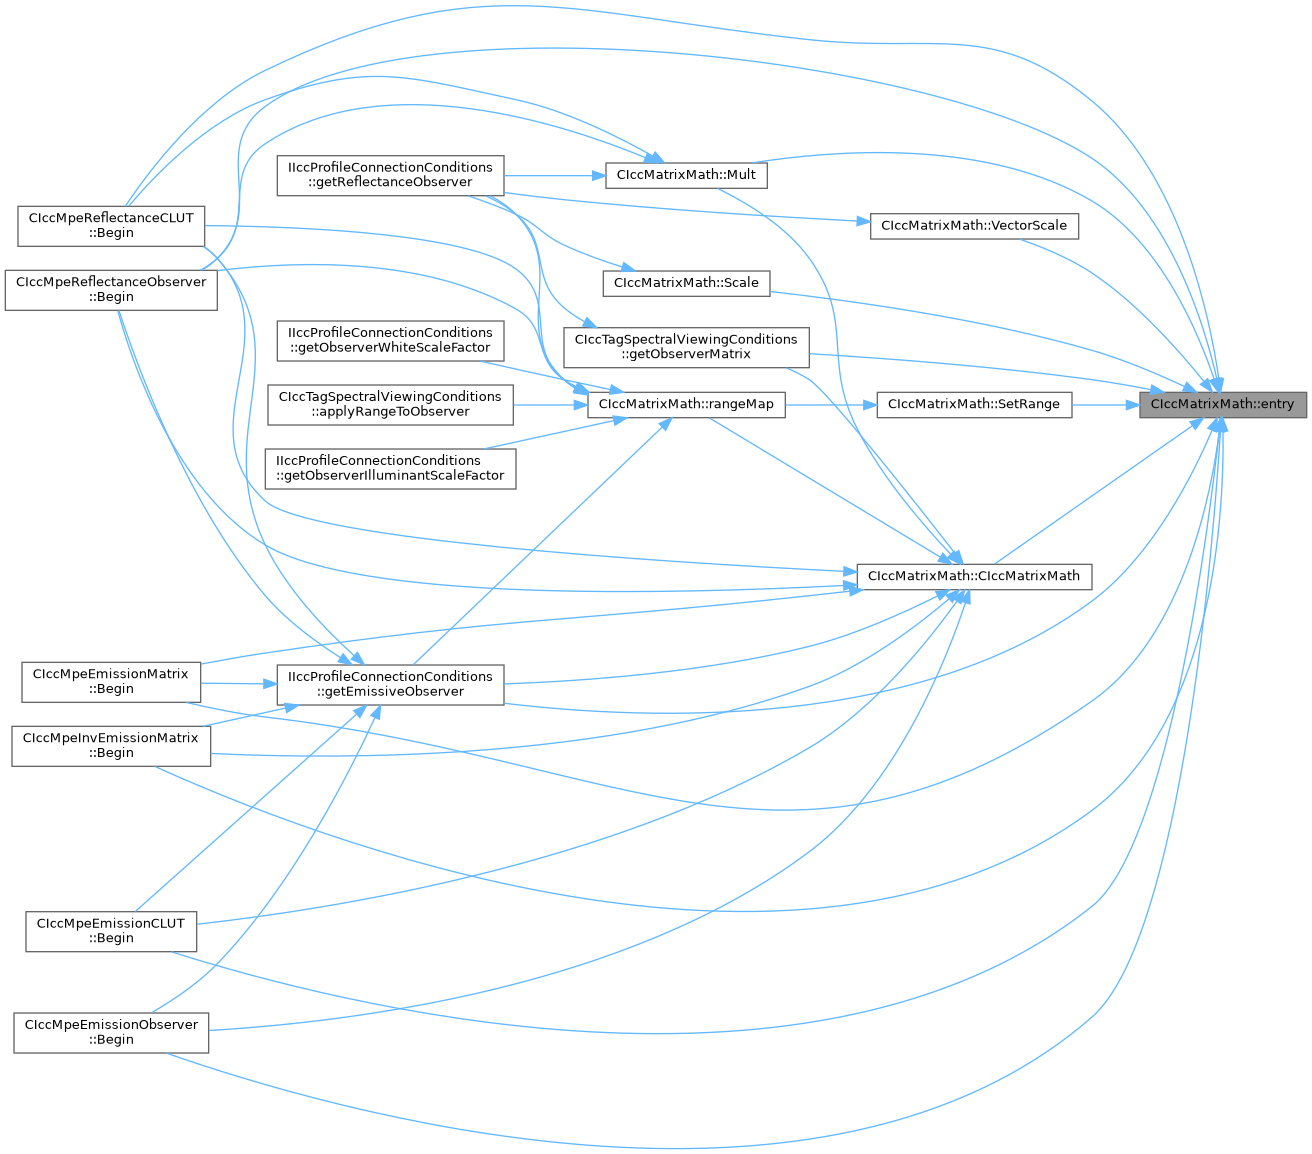 IIccProfileConnectionConditions
::getReflectanceObserver
CIccMatrixMath::Mult
CIccMpeReflectanceCLUT
::Begin
CIccMatrixMath::VectorScale
CIccMpeReflectanceObserver
::Begin
CIccMatrixMath::Scale
IIccProfileConnectionConditions
::getObserverWhiteScaleFactor
CIccTagSpectralViewingConditions
::getObserverMatrix
CIccTagSpectralViewingConditions
::applyRangeToObserver
CIccMatrixMath::rangeMap
CIccMatrixMath::SetRange
CIccMatrixMath::entry
IIccProfileConnectionConditions
::getObserverIlluminantScaleFactor
CIccMatrixMath::CIccMatrixMath
CIccMpeEmissionMatrix
::Begin
IIccProfileConnectionConditions
::getEmissiveObserver
CIccMpeInvEmissionMatrix
::Begin
CIccMpeEmissionCLUT
::Begin
CIccMpeEmissionObserver
::Begin